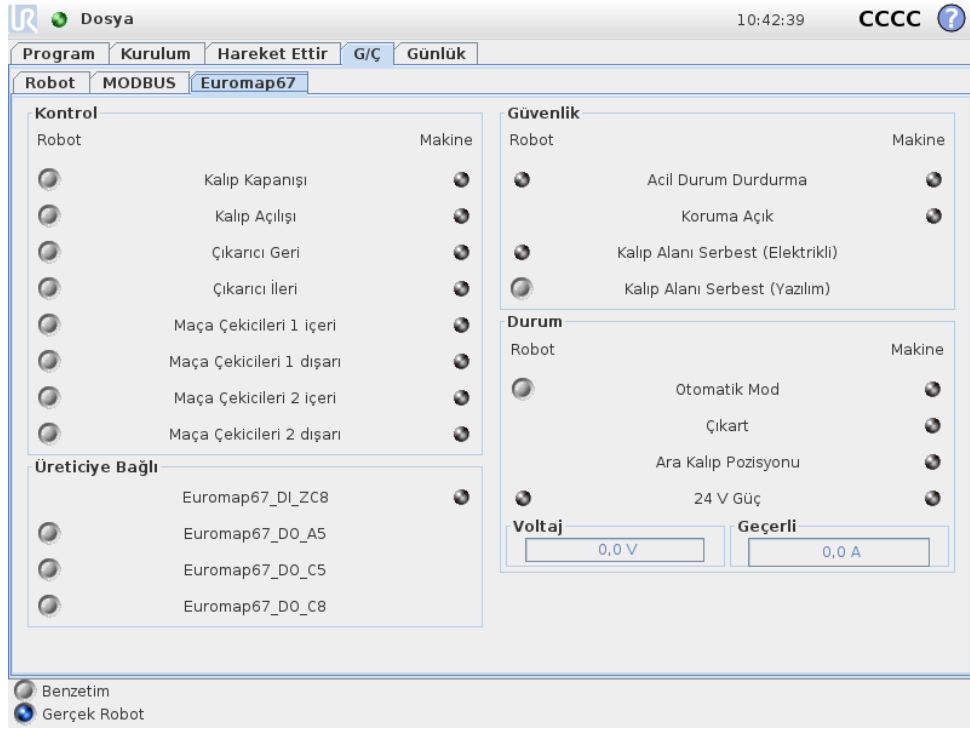 UR Dosya 10:42:39 CCCC ?
Program Kurulum Hareket Ettir G/Ç Günlük
Robot MODBUS Euromap67
Kontrol
Robot Makine
Kalıp Kapanışı
Kalıp Açılışı
Çıkarıcı Geri
Çıkarıcı İleri
Maça Çekicileri 1 içeri
Maça Çekicileri 1 dışarı
Maça Çekicileri 2 içeri
Maça Çekicileri 2 dışarı
Üreticiye Bağlı
Euromap67_DI_ZC8
Euromap67_DO_A5
Euromap67_DO_C5
Euromap67_DO_C8
Güvenlik
Robot Makine
Acil Durum Durdurma
Koruma Açık
Kalıp Alanı Serbest (Elektrikli)
Kalıp Alanı Serbest (Yazılım)
Durum
Robot Makine
Otomatik Mod
Çıkart
Ara Kalıp Pozisyonu
24 V Güç
Voltaj Geçerli
0,0 V 0,0 A
Benzetim
Gerçek Robot